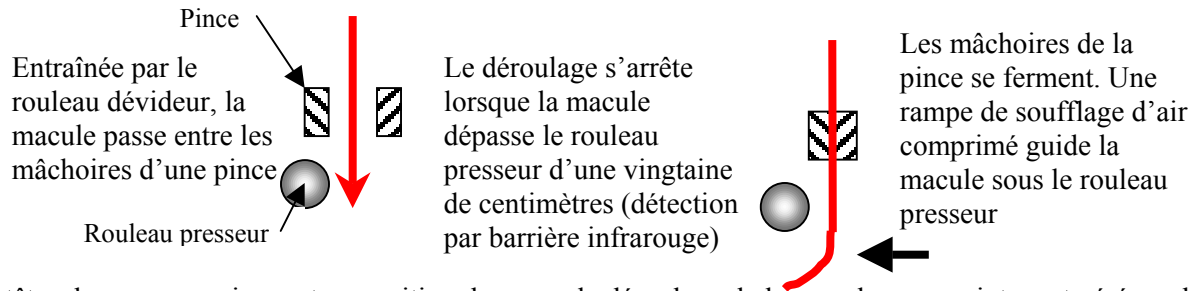 Pince
Entraînée par le
rouleau dévideur, la
macule passe entre les
mâchoires d'une pince
Rouleau presseur
Le déroulage s'arrête
lorsque la macule
dépasse le rouleau
presseur d'une vingtaine
de centimètres (détection
par barrière infrarouge)
Les mâchoires de la
pince se ferment. Une
rampe de soufflage d'air
comprimé guide la
macule sous le rouleau
presseur